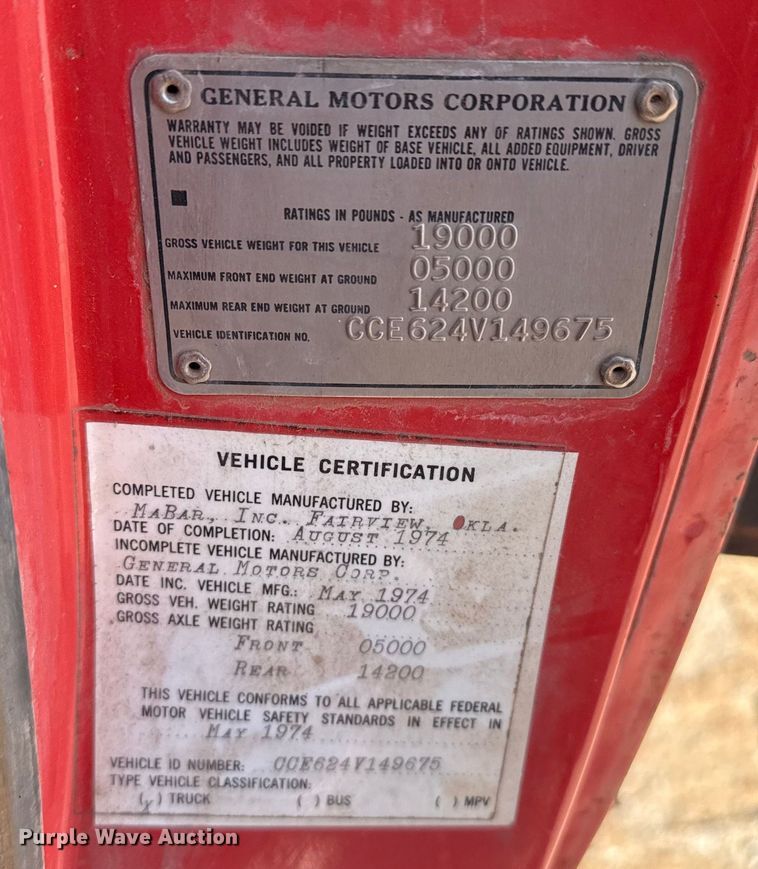 GENERAL MOTORS CORPORATION
WARRANTY MAY BE VOIDED IF WEIGHT EXCEEDS ANY OF RATINGS SHOWN. GROSS
VEHICLE WEIGHT INCLUDES WEIGHT OF BASE VEHICLE, ALL ADDED EQUIPMENT, DRIVER
AND PASSENGERS, AND ALL PROPERTY LOADED INTO OR ONTO VEHICLE.
RATINGS IN POUNDS - AS MANUFACTURED
GROSS VEHICLE WEIGHT FOR THIS VEHICLE 19000
MAXIMUM FRONT END WEIGHT AT GROUND 05000
MAXIMUM REAR END WEIGHT AT GROUND 14200
VEHICLE IDENTIFICATION NO. CCE624V149675
VEHICLE CERTIFICATION
COMPLETED VEHICLE MANUFACTURED BY:
MABAR, INC. FAIRVIEW, OKLA.
DATE OF COMPLETION: AUGUST 1974
INCOMPLETE VEHICLE MANUFACTURED BY:
GENERAL MOTORS CORP.
DATE INC. VEHICLE MFG.: MAY 1974
GROSS VEH. WEIGHT RATING 19000
GROSS AXLE WEIGHT RATING
FRONT 05000
REAR 14200
THIS VEHICLE CONFORMS TO ALL APPLICABLE FEDERAL
MOTOR VEHICLE SAFETY STANDARDS IN EFFECT IN
MAY 1974
VEHICLE ID NUMBER: CCE624V149675
TYPE VEHICLE CLASSIFICATION:
(X) TRUCK ( ) BUS ( ) MPV
Purple Wave Auction